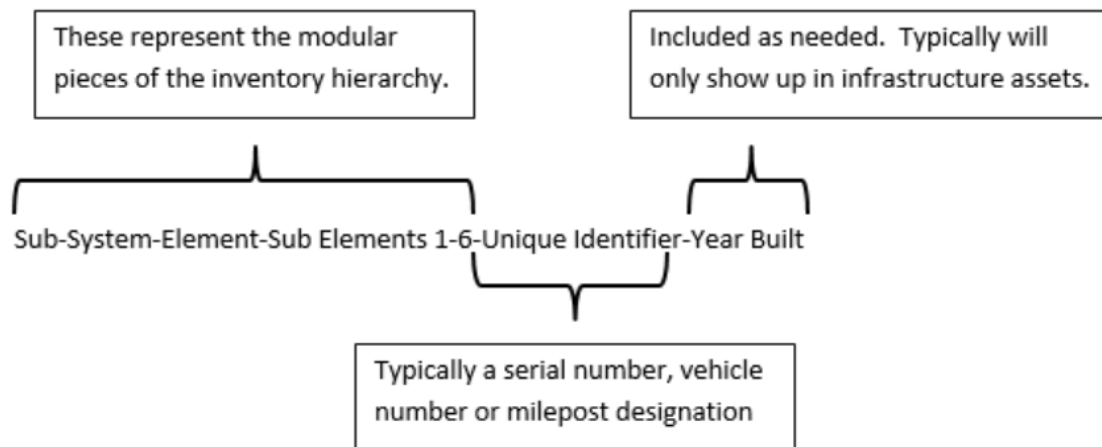 These represent the modular
pieces of the inventory hierarchy.
Included as needed.  Typically will
only show up in infrastructure assets.
Sub-System-Element-Sub Elements 1-6-Unique Identifier-Year Built
Typically a serial number, vehicle
number or milepost designation